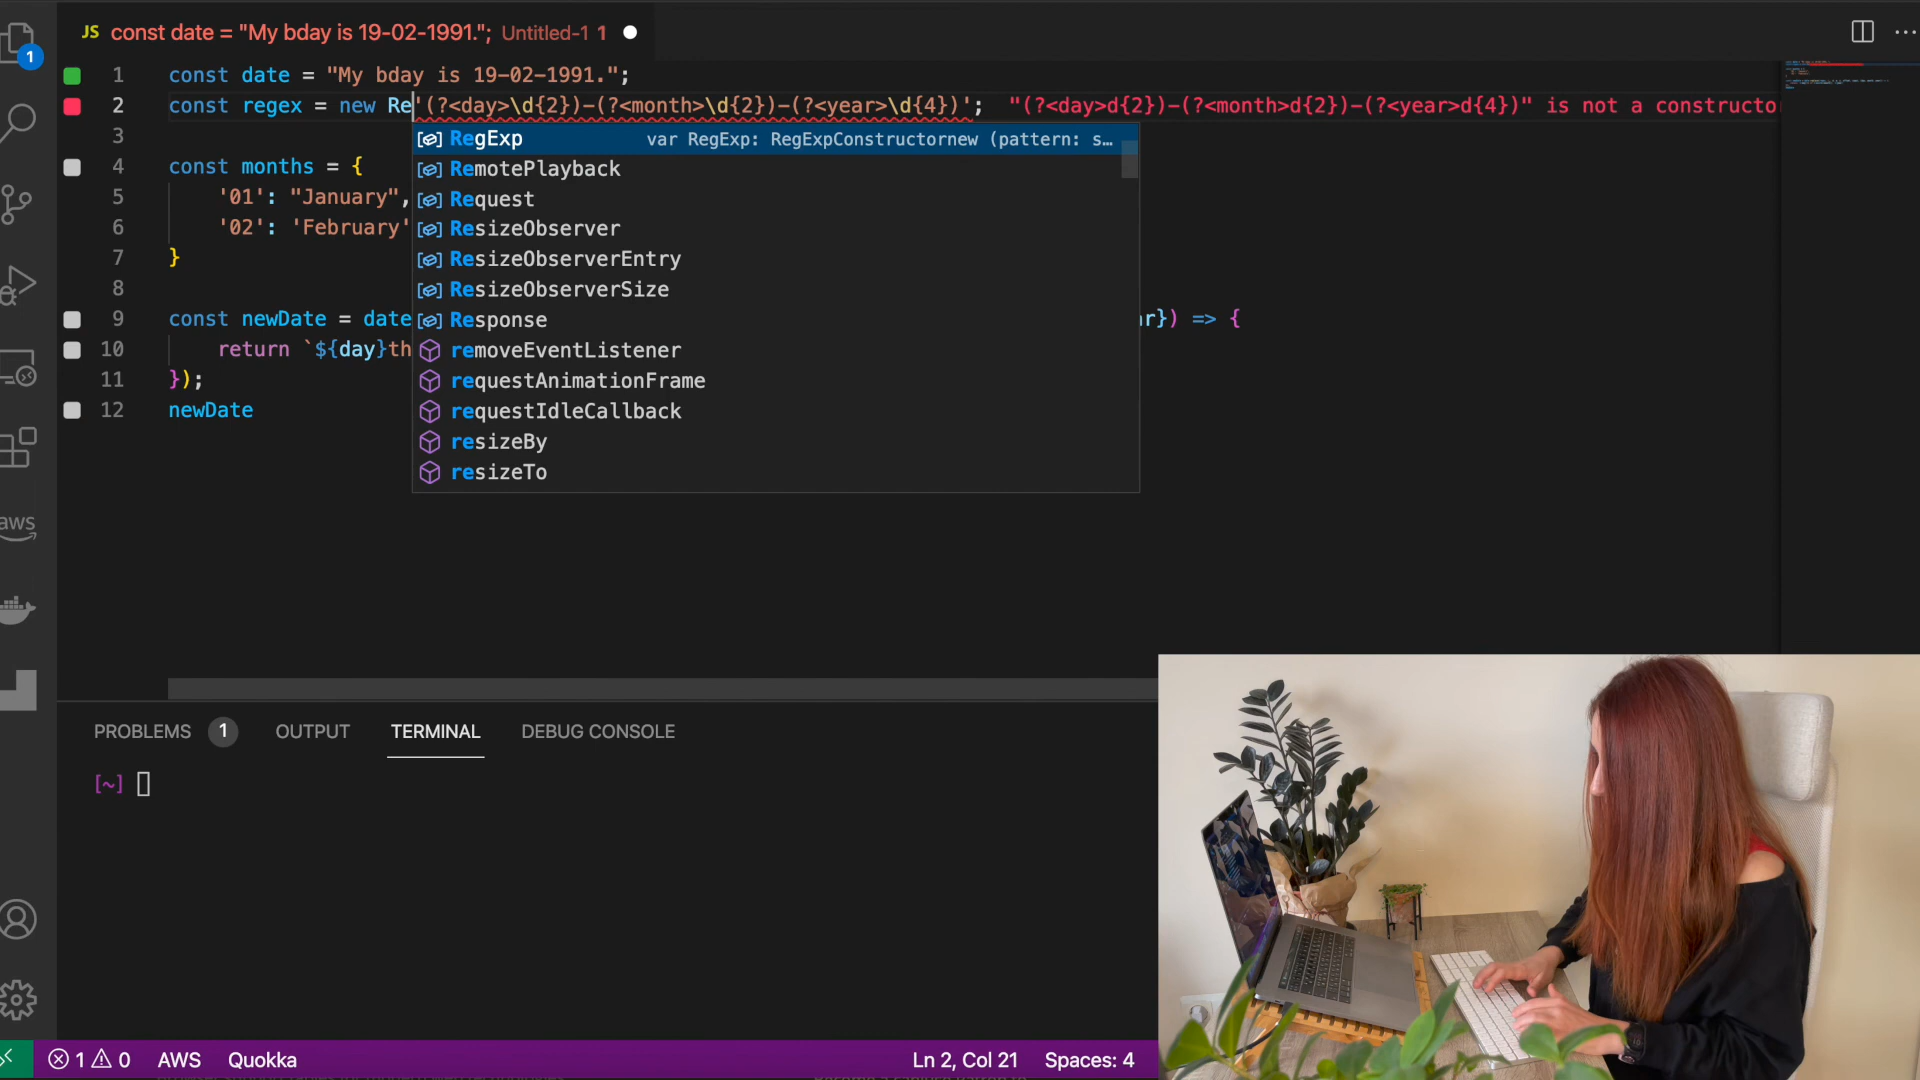 JS const date = "My bday is 19-02-1991."; Untitled-1 1
1
1 const date = "My bday is 19-02-1991.";
2 const regex = new Re'(?<day>\d{2})-(?<month>\d{2})-(?<year>\d{4})'; "(?<day>d{2})-(?<month>d{2})-(?<year>d{4})" is not a constructo
3
RegExp var RegExp: RegExpConstructornew (pattern: s…
RemotePlayback
4 const months = {
5 '01': "January",
Request
6 '02': 'February'
ResizeObserver
7 }
ResizeObserverEntry
8
ResizeObserverSize
9 const newDate = date
Response
r}) => {
10 return `${day}th
removeEventListener
11 });
requestAnimationFrame
12 newDate
requestIdleCallback
resizeBy
resizeTo
aws
PROBLEMS 1 OUTPUT TERMINAL DEBUG CONSOLE
[~]
1 0 AWS Quokka Ln 2, Col 21 Spaces: 4